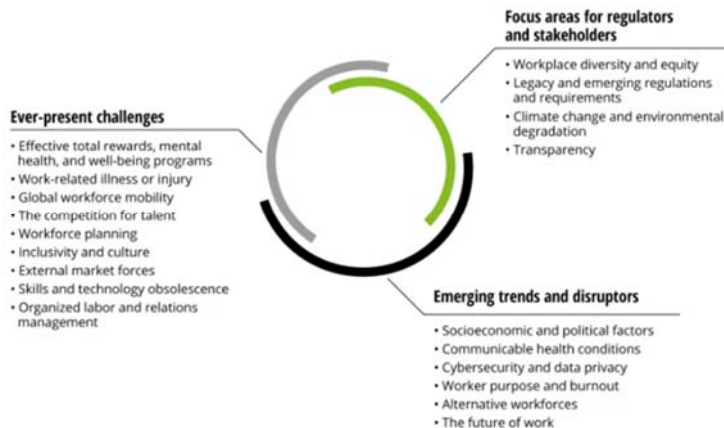 Focus areas for regulators
and stakeholders
• Workplace diversity and equity
• Legacy and emerging regulations
and requirements
• Climate change and environmental
degradation
• Transparency
Ever-present challenges
• Effective total rewards, mental
health, and well-being programs
• Work-related illness or injury
• Global workforce mobility
• The competition for talent
• Workforce planning
• Inclusivity and culture
• External market forces
• Skills and technology obsolescence
• Organized labor and relations
management
Emerging trends and disruptors
• Socioeconomic and political factors
• Communicable health conditions
• Cybersecurity and data privacy
• Worker purpose and burnout
• Alternative workforces
• The future of work